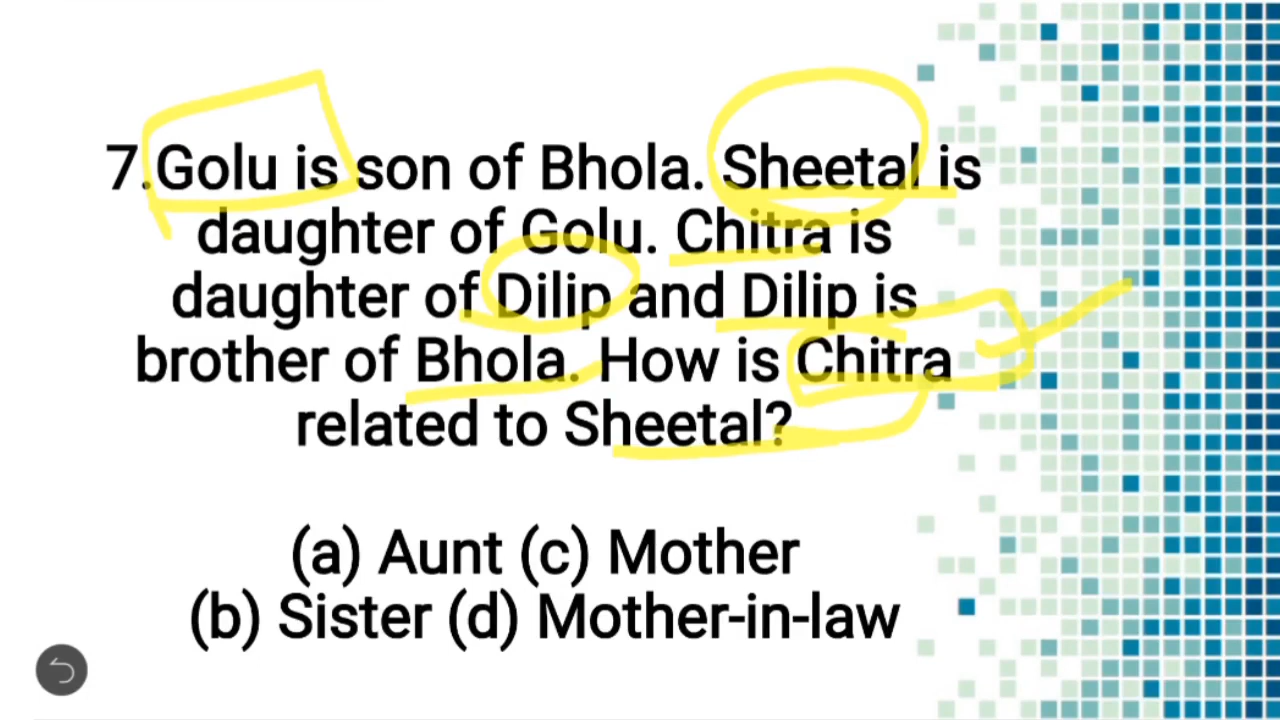 7.Golu is son of Bhola. Sheetal is
daughter of Golu. Chitra is
daughter of Dilip and Dilip is
brother of Bhola. How is Chitra
related to Sheetal?
(a) Aunt (c) Mother
(b) Sister (d) Mother-in-law